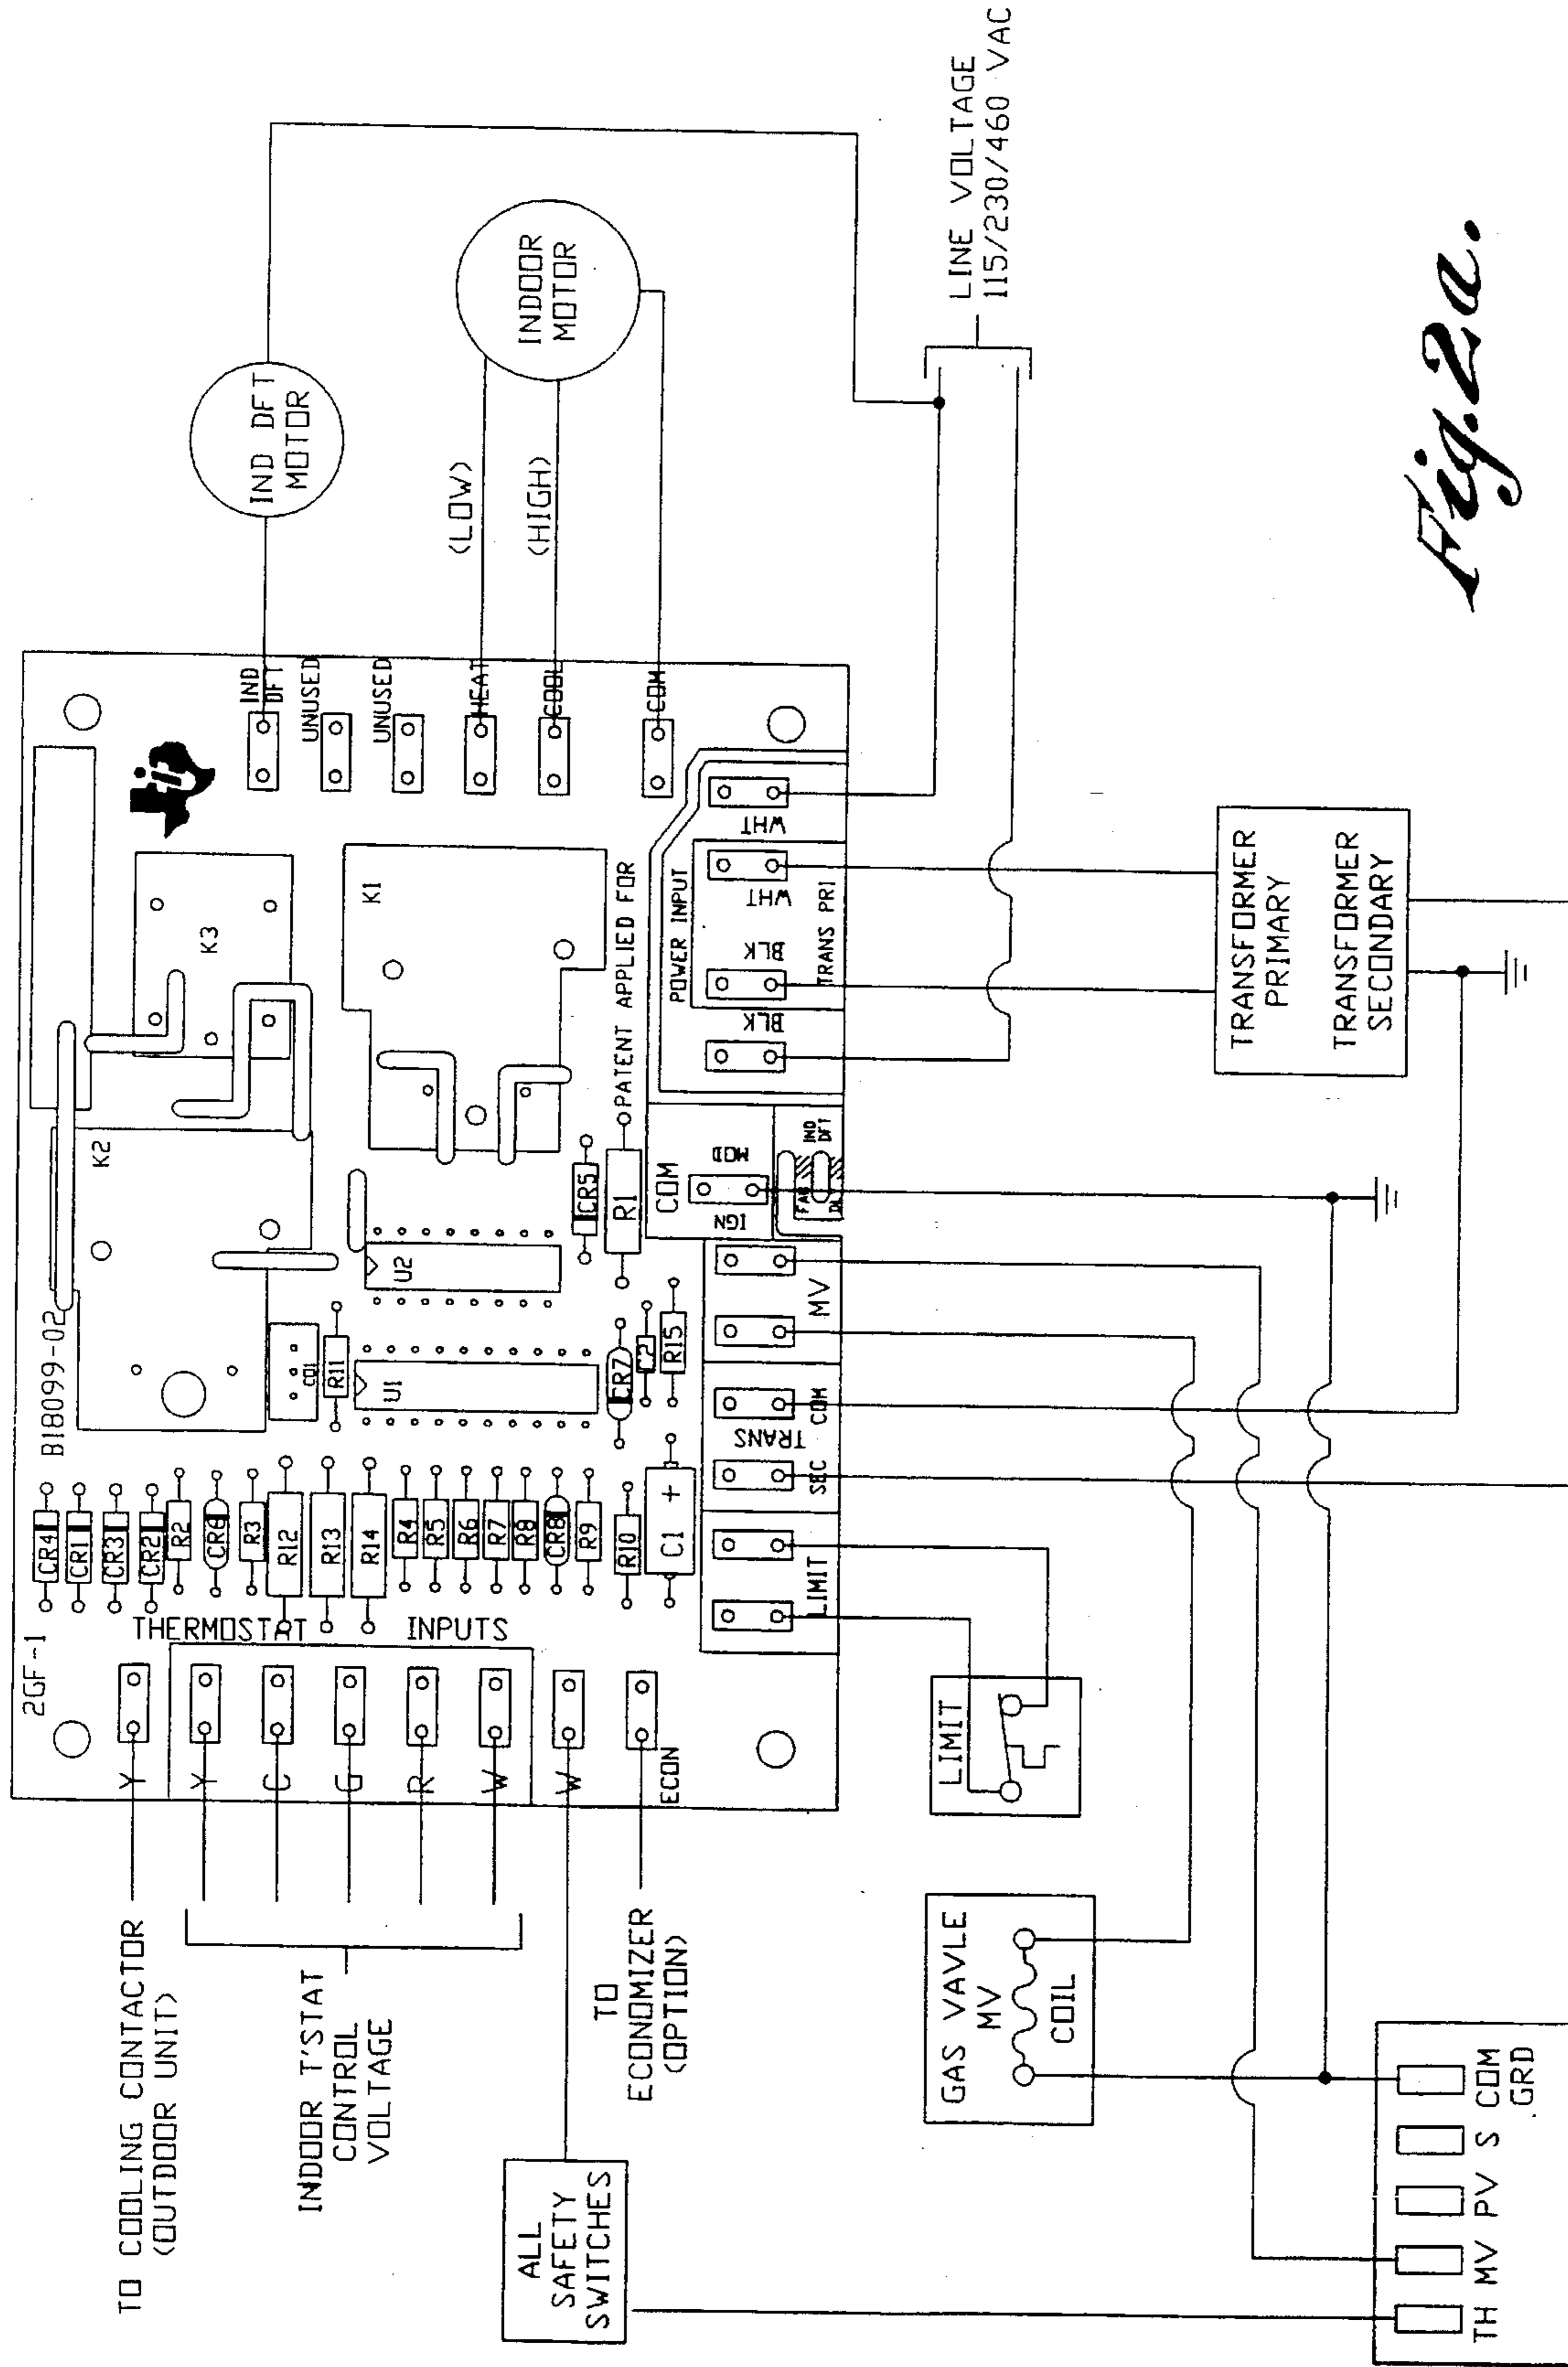 2GF-1
B18099-02
CR4
CR1
CR3
CR2
R2
CR6
R3
R12
R13
R14
R4
R5
R6
R7
R8
CR8
R9
R10
C1 +
THERMOSTAT INPUTS
Y
Y
C
G
R
W
W
ECON
TO COOLING CONTACTOR
(OUTDOOR UNIT)
INDOOR T'STAT
CONTROL
VOLTAGE
TO
ECONOMIZER
(OPTION)
ALL
SAFETY
SWITCHES
K2
K3
K1
CQ1
R11
U1
U2
CR7
C2
R15
CR5
R1
PATENT APPLIED FOR
ti
IND
DFT
UNUSED
UNUSED
HEAT
COOL
COM
IND DFT
MOTOR
(LOW)
(HIGH)
INDOOR
MOTOR
LIMIT
SEC
TRANS
COM
MV
COM
IGN
MOD
FAN
IND
DFT
POWER INPUT
BLK
BLK
WHT
WHT
TRANS PRI
LINE VOLTAGE
115/230/460 VAC
LIMIT
GAS VAVLE
MV
COIL
TRANSFORMER
PRIMARY
TRANSFORMER
SECONDARY
TH MV PV S COM
GRD
Fig.2a.